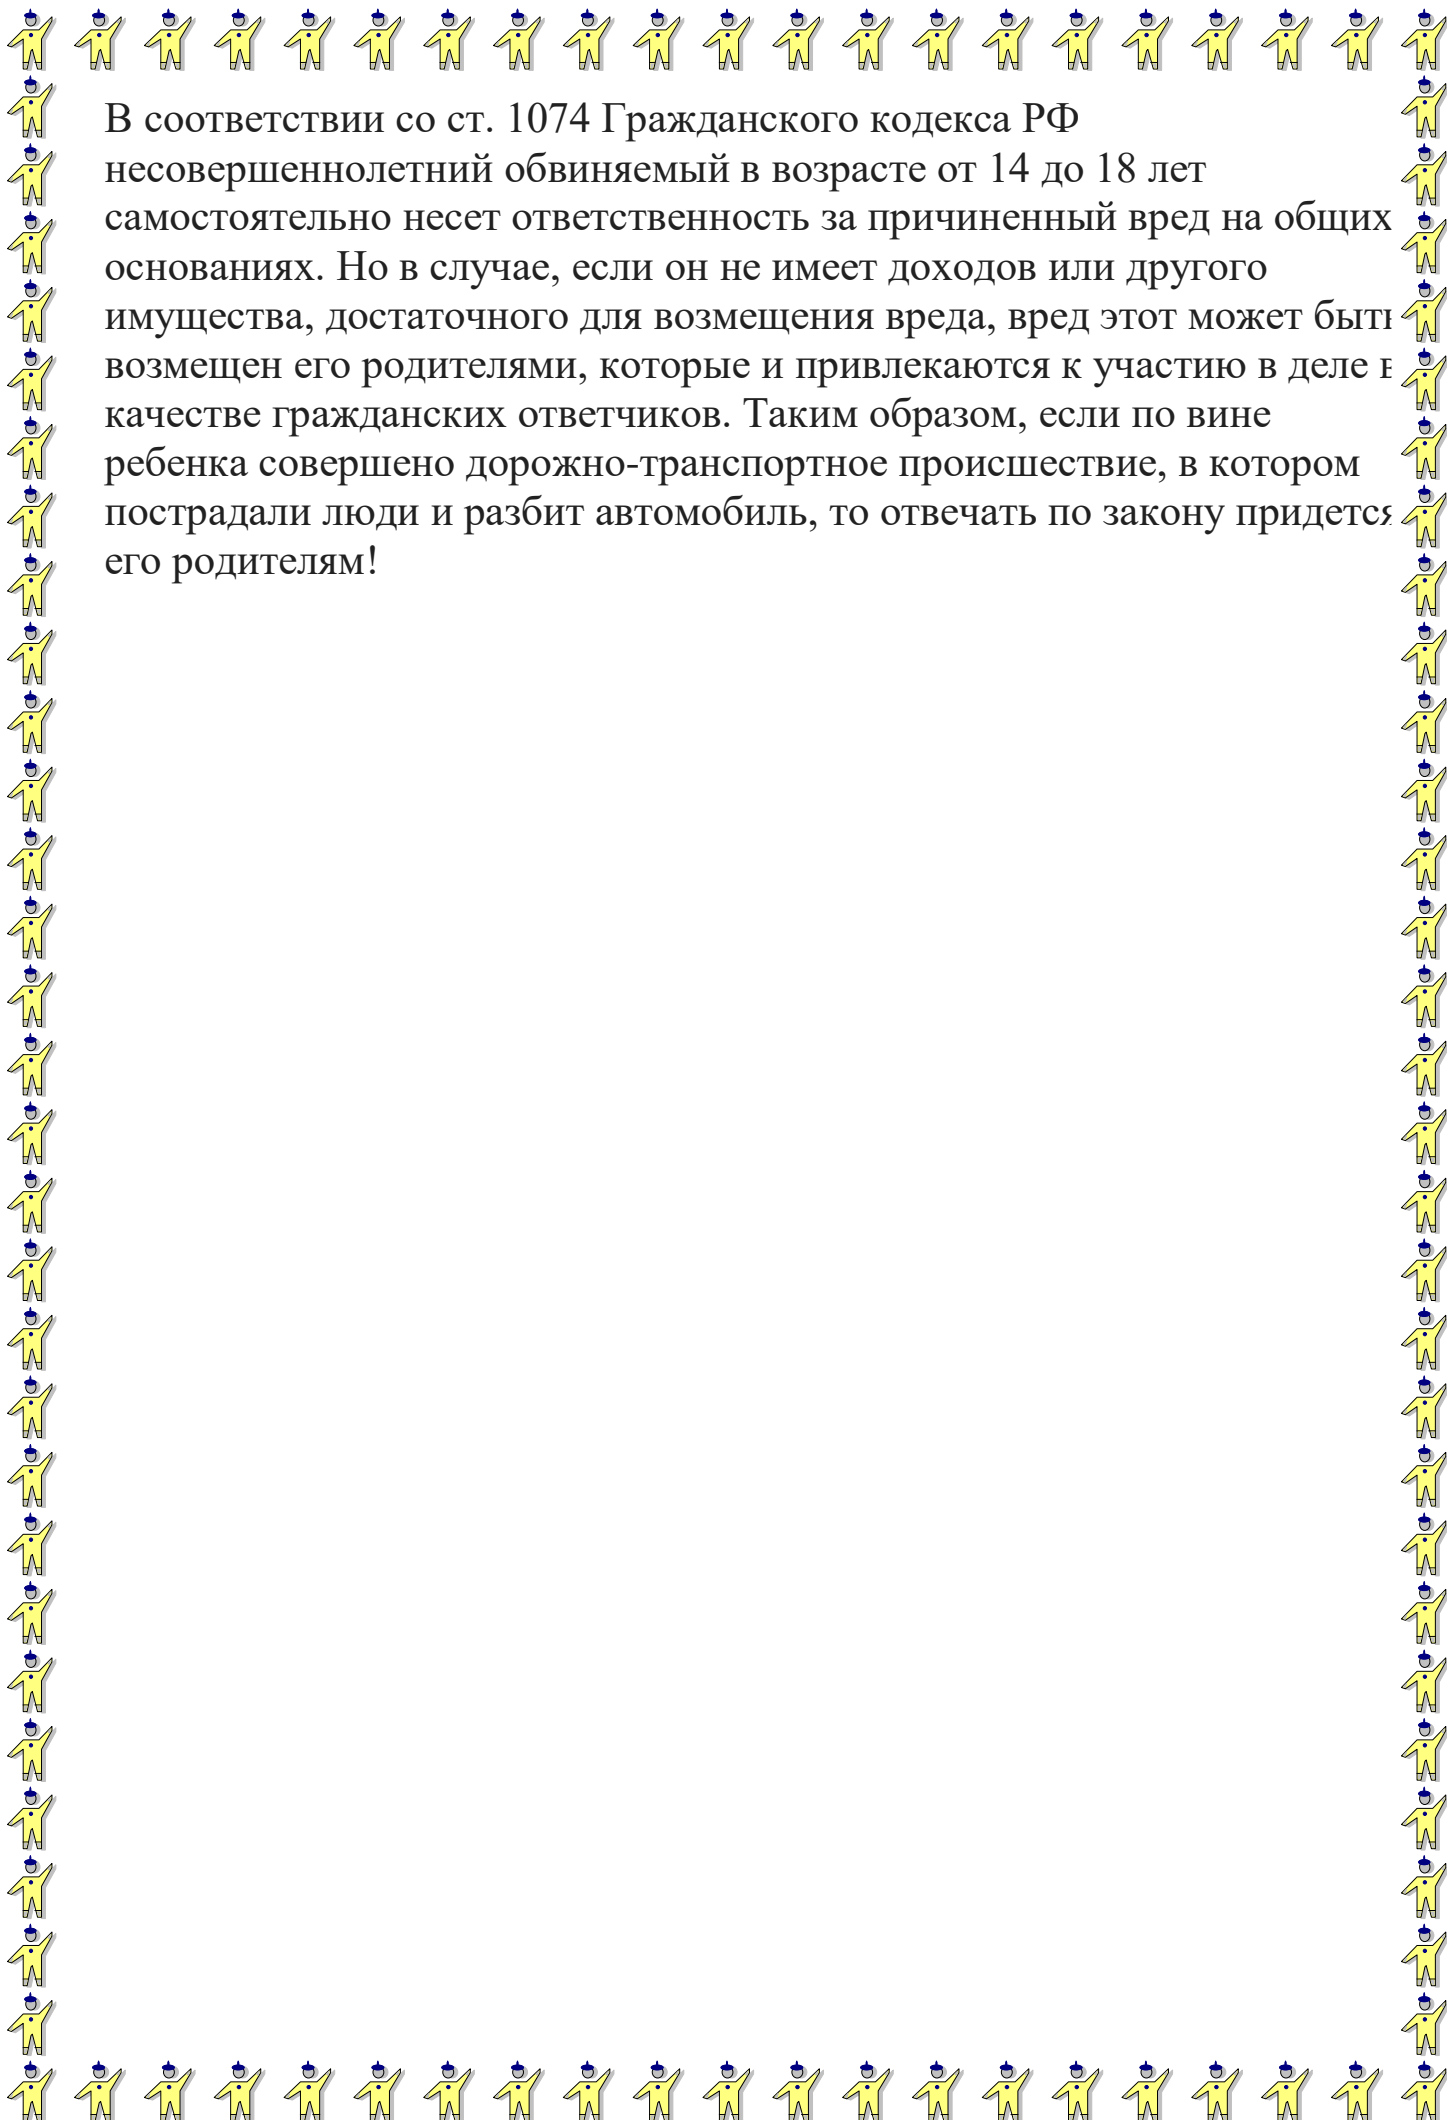 В соответствии со ст. 1074 Гражданского кодекса РФ
несовершеннолетний обвиняемый в возрасте от 14 до 18 лет
самостоятельно несет ответственность за причиненный вред на общих
основаниях. Но в случае, если он не имеет доходов или другого
имущества, достаточного для возмещения вреда, вред этот может быть
возмещен его родителями, которые и привлекаются к участию в деле в
качестве гражданских ответчиков. Таким образом, если по вине
ребенка совершено дорожно-транспортное происшествие, в котором
пострадали люди и разбит автомобиль, то отвечать по закону придется
его родителям!